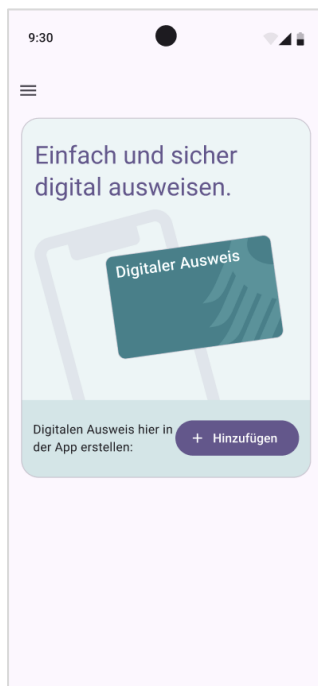 9:30
Einfach und sicher
digital ausweisen.
Digitaler Ausweis
Digitalen Ausweis hier in
der App erstellen:
+ Hinzufügen